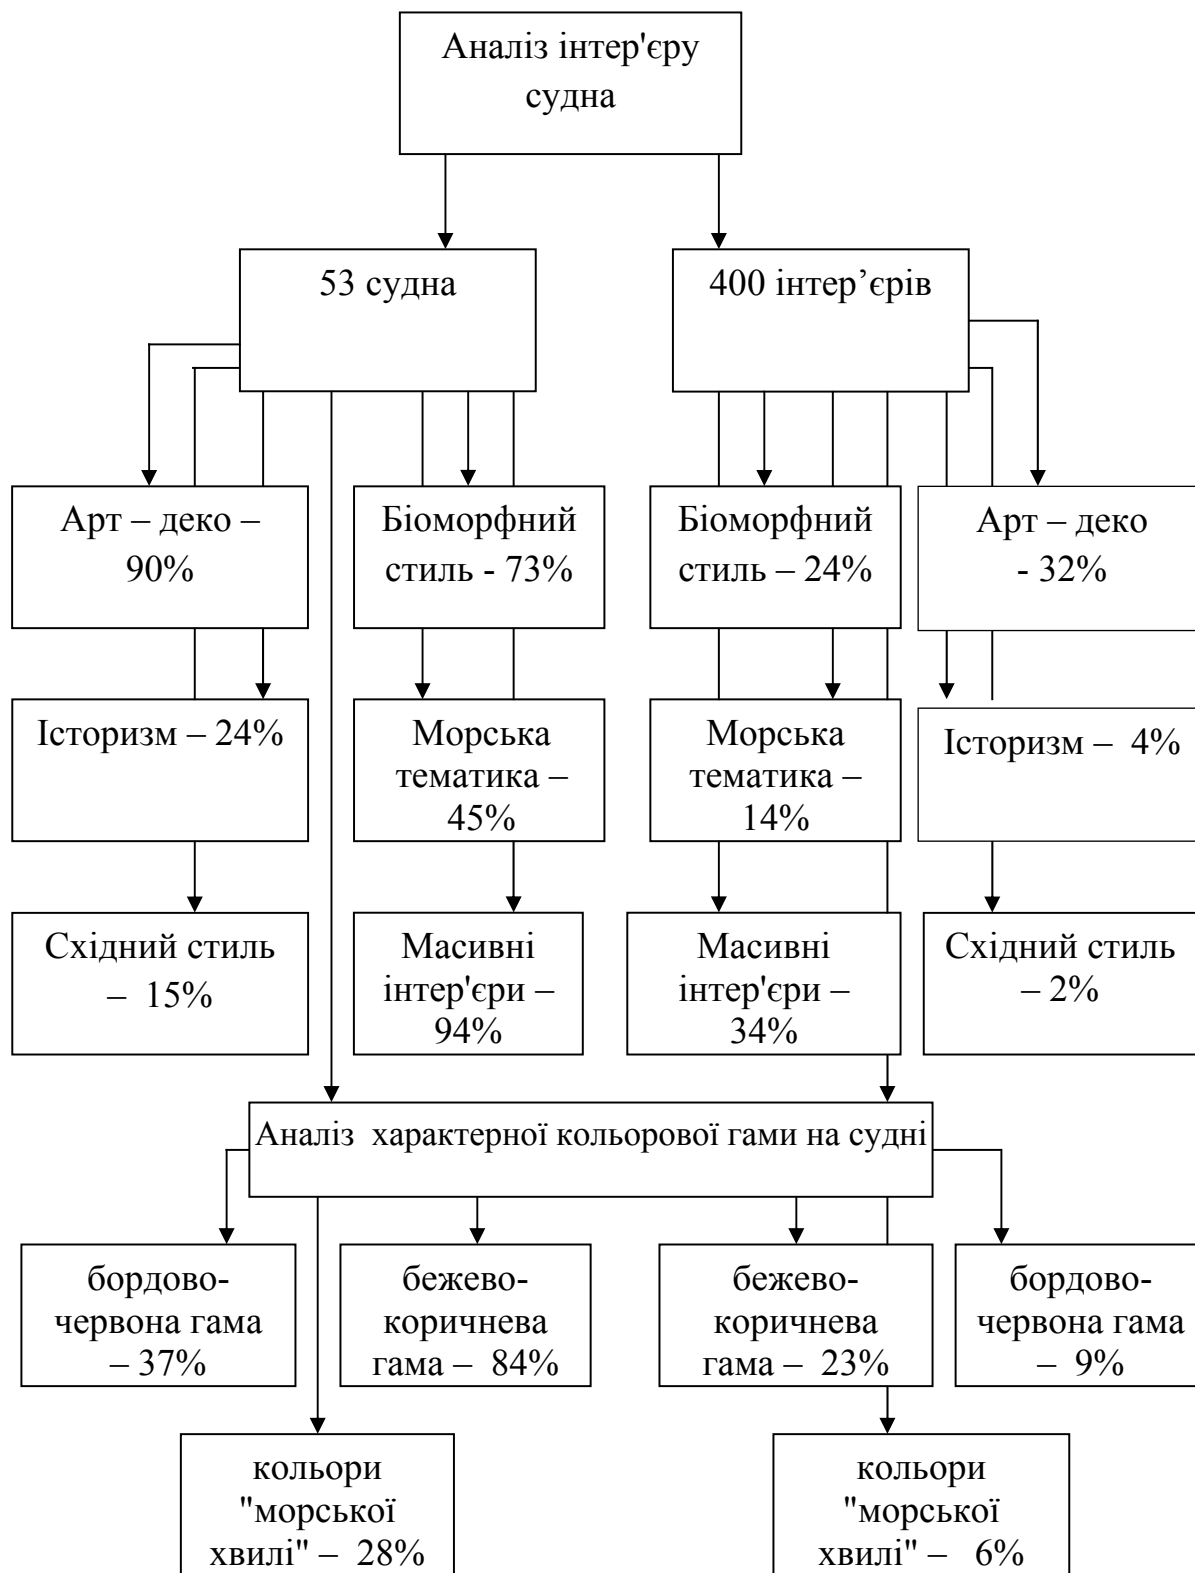 Аналіз інтер'єру
судна
53 судна
400 інтер’єрів
Арт – деко –
90%
Біоморфний
стиль - 73%
Біоморфний
стиль – 24%
Арт – деко
- 32%
Історизм – 24%
Морська
тематика –
45%
Морська
тематика –
14%
Історизм – 4%
Східний стиль
– 15%
Масивні
інтер'єри –
94%
Масивні
інтер'єри –
34%
Східний стиль
– 2%
Аналіз характерної кольорової гами на судні
бордово-
червона гама
– 37%
бежево-
коричнева
гама – 84%
бежево-
коричнева
гама – 23%
бордово-
червона гама
– 9%
кольори
"морської
хвилі" – 28%
кольори
"морської
хвилі" – 6%